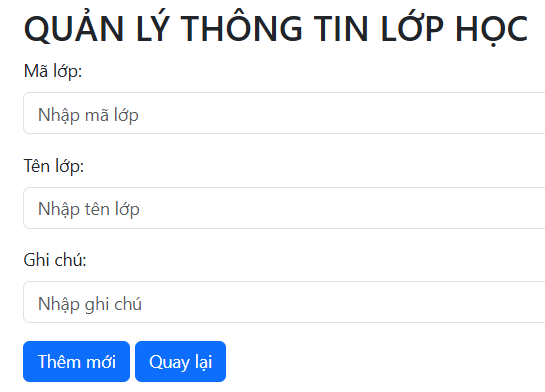 QUẢN LÝ THÔNG TIN LỚP HỌC
Mã lớp:
Nhập mã lớp
Tên lớp:
Nhập tên lớp
Ghi chú:
Nhập ghi chú
Thêm mới Quay lại